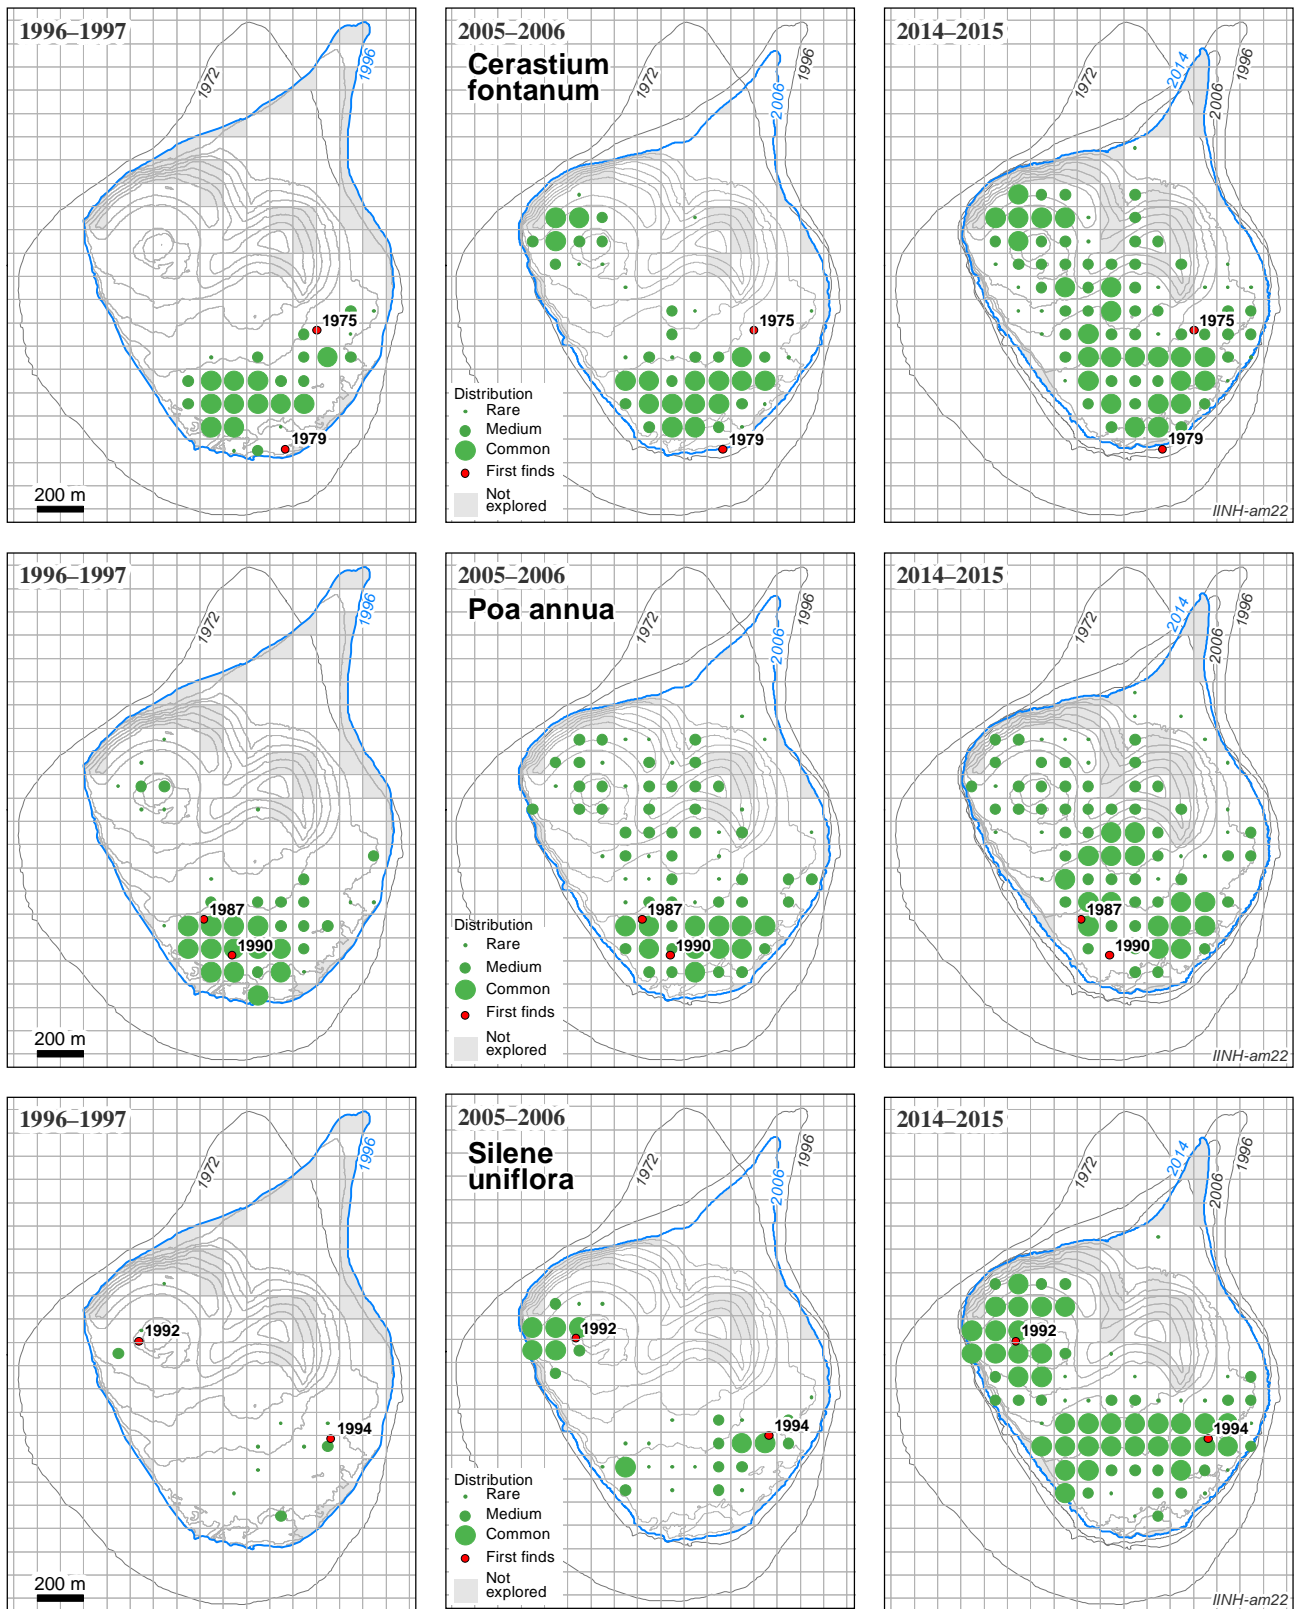 1996–1997
1972
1996
1975
1979
200 m
2005–2006
Cerastium
fontanum
1972
2006
1996
1975
1979
Distribution
Rare
Medium
Common
First finds
Not
explored
2014–2015
1972
2014
2006
1996
1975
1979
IINH-am22
1996–1997
1972
1996
1987
1990
200 m
2005–2006
Poa annua
1972
2006
1996
1987
1990
Distribution
Rare
Medium
Common
First finds
Not
explored
2014–2015
1972
2014
2006
1996
1987
1990
IINH-am22
1996–1997
1972
1996
1992
1994
200 m
2005–2006
Silene
uniflora
1972
2006
1996
1992
1994
Distribution
Rare
Medium
Common
First finds
Not
explored
2014–2015
1972
2014
2006
1996
1992
1994
IINH-am22